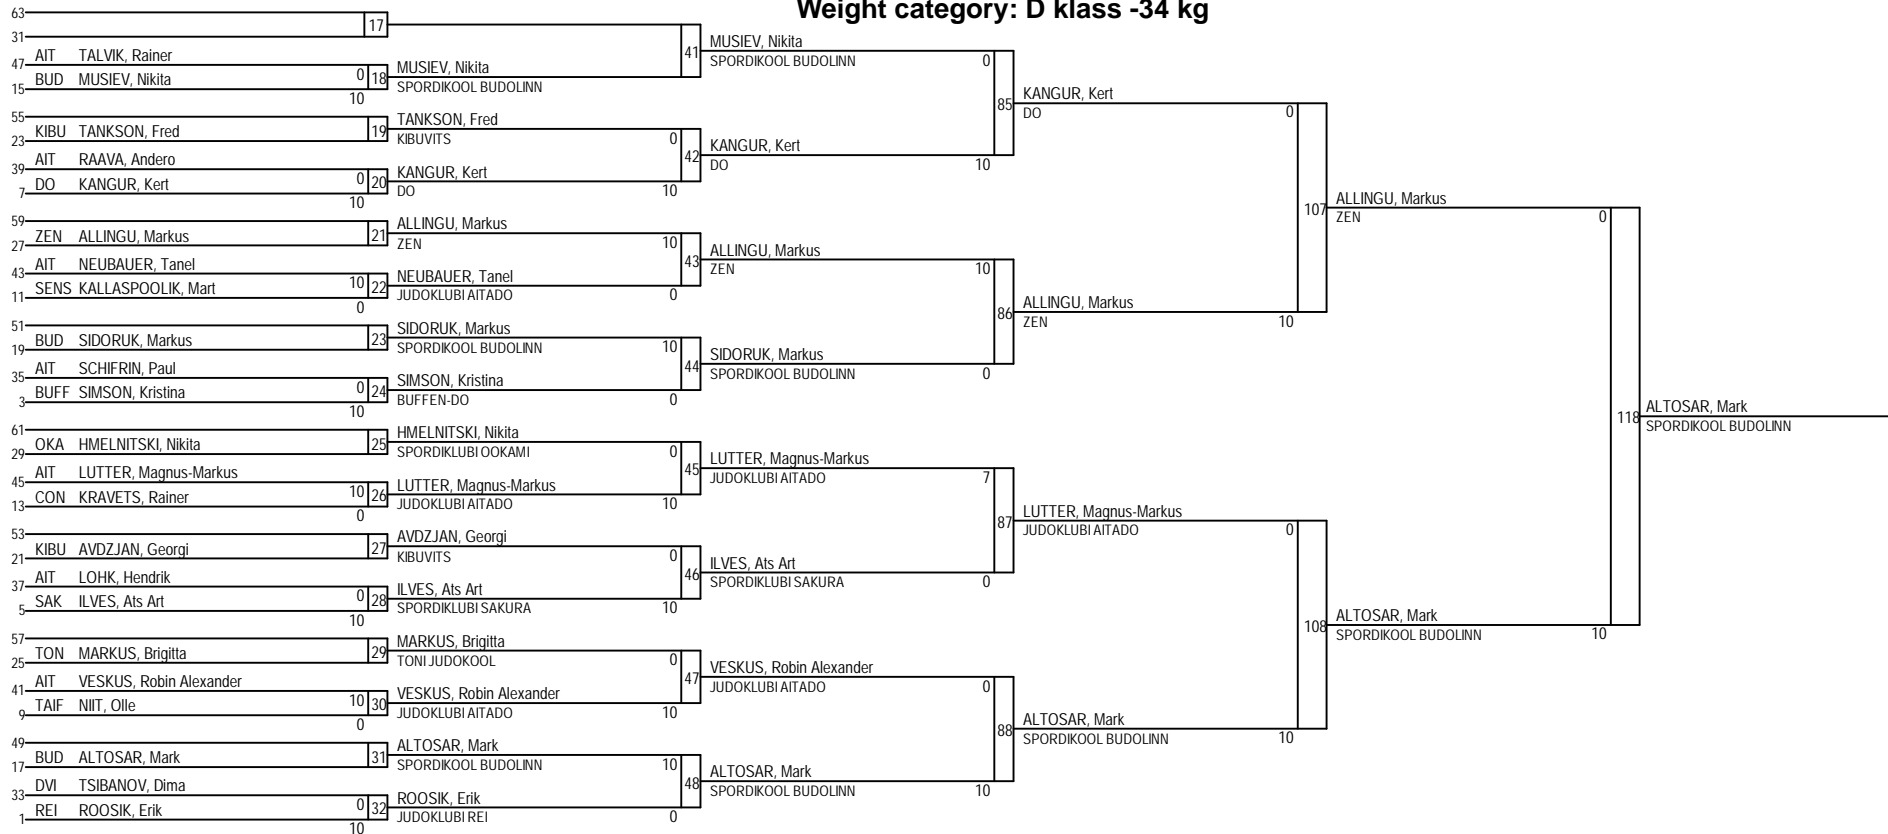 Weight category: D klass -34 kg
63
17
31
AIT TALVIK, Rainer
47
BUD MUSIEV, Nikita 0 18
15
10
MUSIEV, Nikita
SPORDIKOOL BUDOLINN
41
55
KIBU TANKSON, Fred 19
23
TANKSON, Fred
KIBUVITS 0
AIT RAAVA, Andero
39
DO KANGUR, Kert 0 20
7
10
KANGUR, Kert
DO 10
42
59
ZEN ALLINGU, Markus 21
27
ALLINGU, Markus
ZEN 10
AIT NEUBAUER, Tanel
43
SENS KALLASPOOLIK, Mart 10 22
11
0
NEUBAUER, Tanel
JUDOKLUBI AITADO 0
43
51
BUD SIDORUK, Markus 23
19
SIDORUK, Markus
SPORDIKOOL BUDOLINN 10
AIT SCHIFRIN, Paul
35
BUFF SIMSON, Kristina 0 24
3
10
SIMSON, Kristina
BUFFEN-DO 0
44
61
OKA HMELNITSKI, Nikita 25
29
HMELNITSKI, Nikita
SPORDIKLUBI OOKAMI 0
AIT LUTTER, Magnus-Markus
45
CON KRAVETS, Rainer 10 26
13
0
LUTTER, Magnus-Markus
JUDOKLUBI AITADO 10
45
53
KIBU AVDZJAN, Georgi 27
21
AVDZJAN, Georgi
KIBUVITS 0
AIT LOHK, Hendrik
37
SAK ILVES, Ats Art 0 28
5
10
ILVES, Ats Art
SPORDIKLUBI SAKURA 10
46
57
TON MARKUS, Brigitta 29
25
MARKUS, Brigitta
TONI JUDOKOOL 0
AIT VESKUS, Robin Alexander
41
TAIF NIIT, Olle 10 30
9
0
VESKUS, Robin Alexander
JUDOKLUBI AITADO 10
47
49
BUD ALTOSAR, Mark 31
17
ALTOSAR, Mark
SPORDIKOOL BUDOLINN 10
DVI TSIBANOV, Dima
33
REI ROOSIK, Erik 0 32
1
10
ROOSIK, Erik
JUDOKLUBI REI 0
48
MUSIEV, Nikita
SPORDIKOOL BUDOLINN 0
85
KANGUR, Kert
DO 10
ALLINGU, Markus
ZEN 10
86
SIDORUK, Markus
SPORDIKOOL BUDOLINN 0
LUTTER, Magnus-Markus
JUDOKLUBI AITADO 7
87
ILVES, Ats Art
SPORDIKLUBI SAKURA 0
VESKUS, Robin Alexander
JUDOKLUBI AITADO 0
88
ALTOSAR, Mark
SPORDIKOOL BUDOLINN 10
KANGUR, Kert
DO 0
107
ALLINGU, Markus
ZEN 10
LUTTER, Magnus-Markus
JUDOKLUBI AITADO 0
108
ALTOSAR, Mark
SPORDIKOOL BUDOLINN 10
ALLINGU, Markus
ZEN 0
118
ALTOSAR, Mark
SPORDIKOOL BUDOLINN 10
ALTOSAR, Mark
SPORDIKOOL BUDOLINN